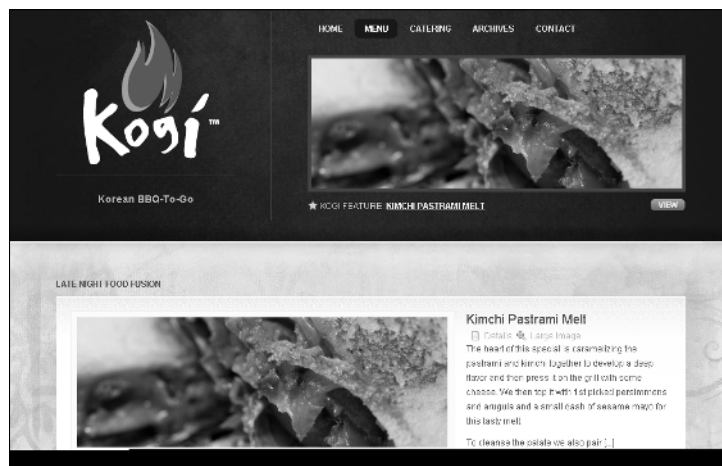 HOME MENU CATERING ARCHIVES CONTACT
Kogi™
Korean BBQ-To-Go
KOGI FEATURE: KIMCHI PASTRAMI MELT
VIEW
LATE NIGHT FOOD FUSION
Kimchi Pastrami Melt
Details Large Image
The heart of this special is caramelizing the
pastrami and kimchi together to develop a deep
flavor and then press it on the grill with some
cheese. We then top it with 1st picked persimmons
and arugula and a small dash of sesame mayo for
this tasty melt.
To cleanse the palate we also pair [...]